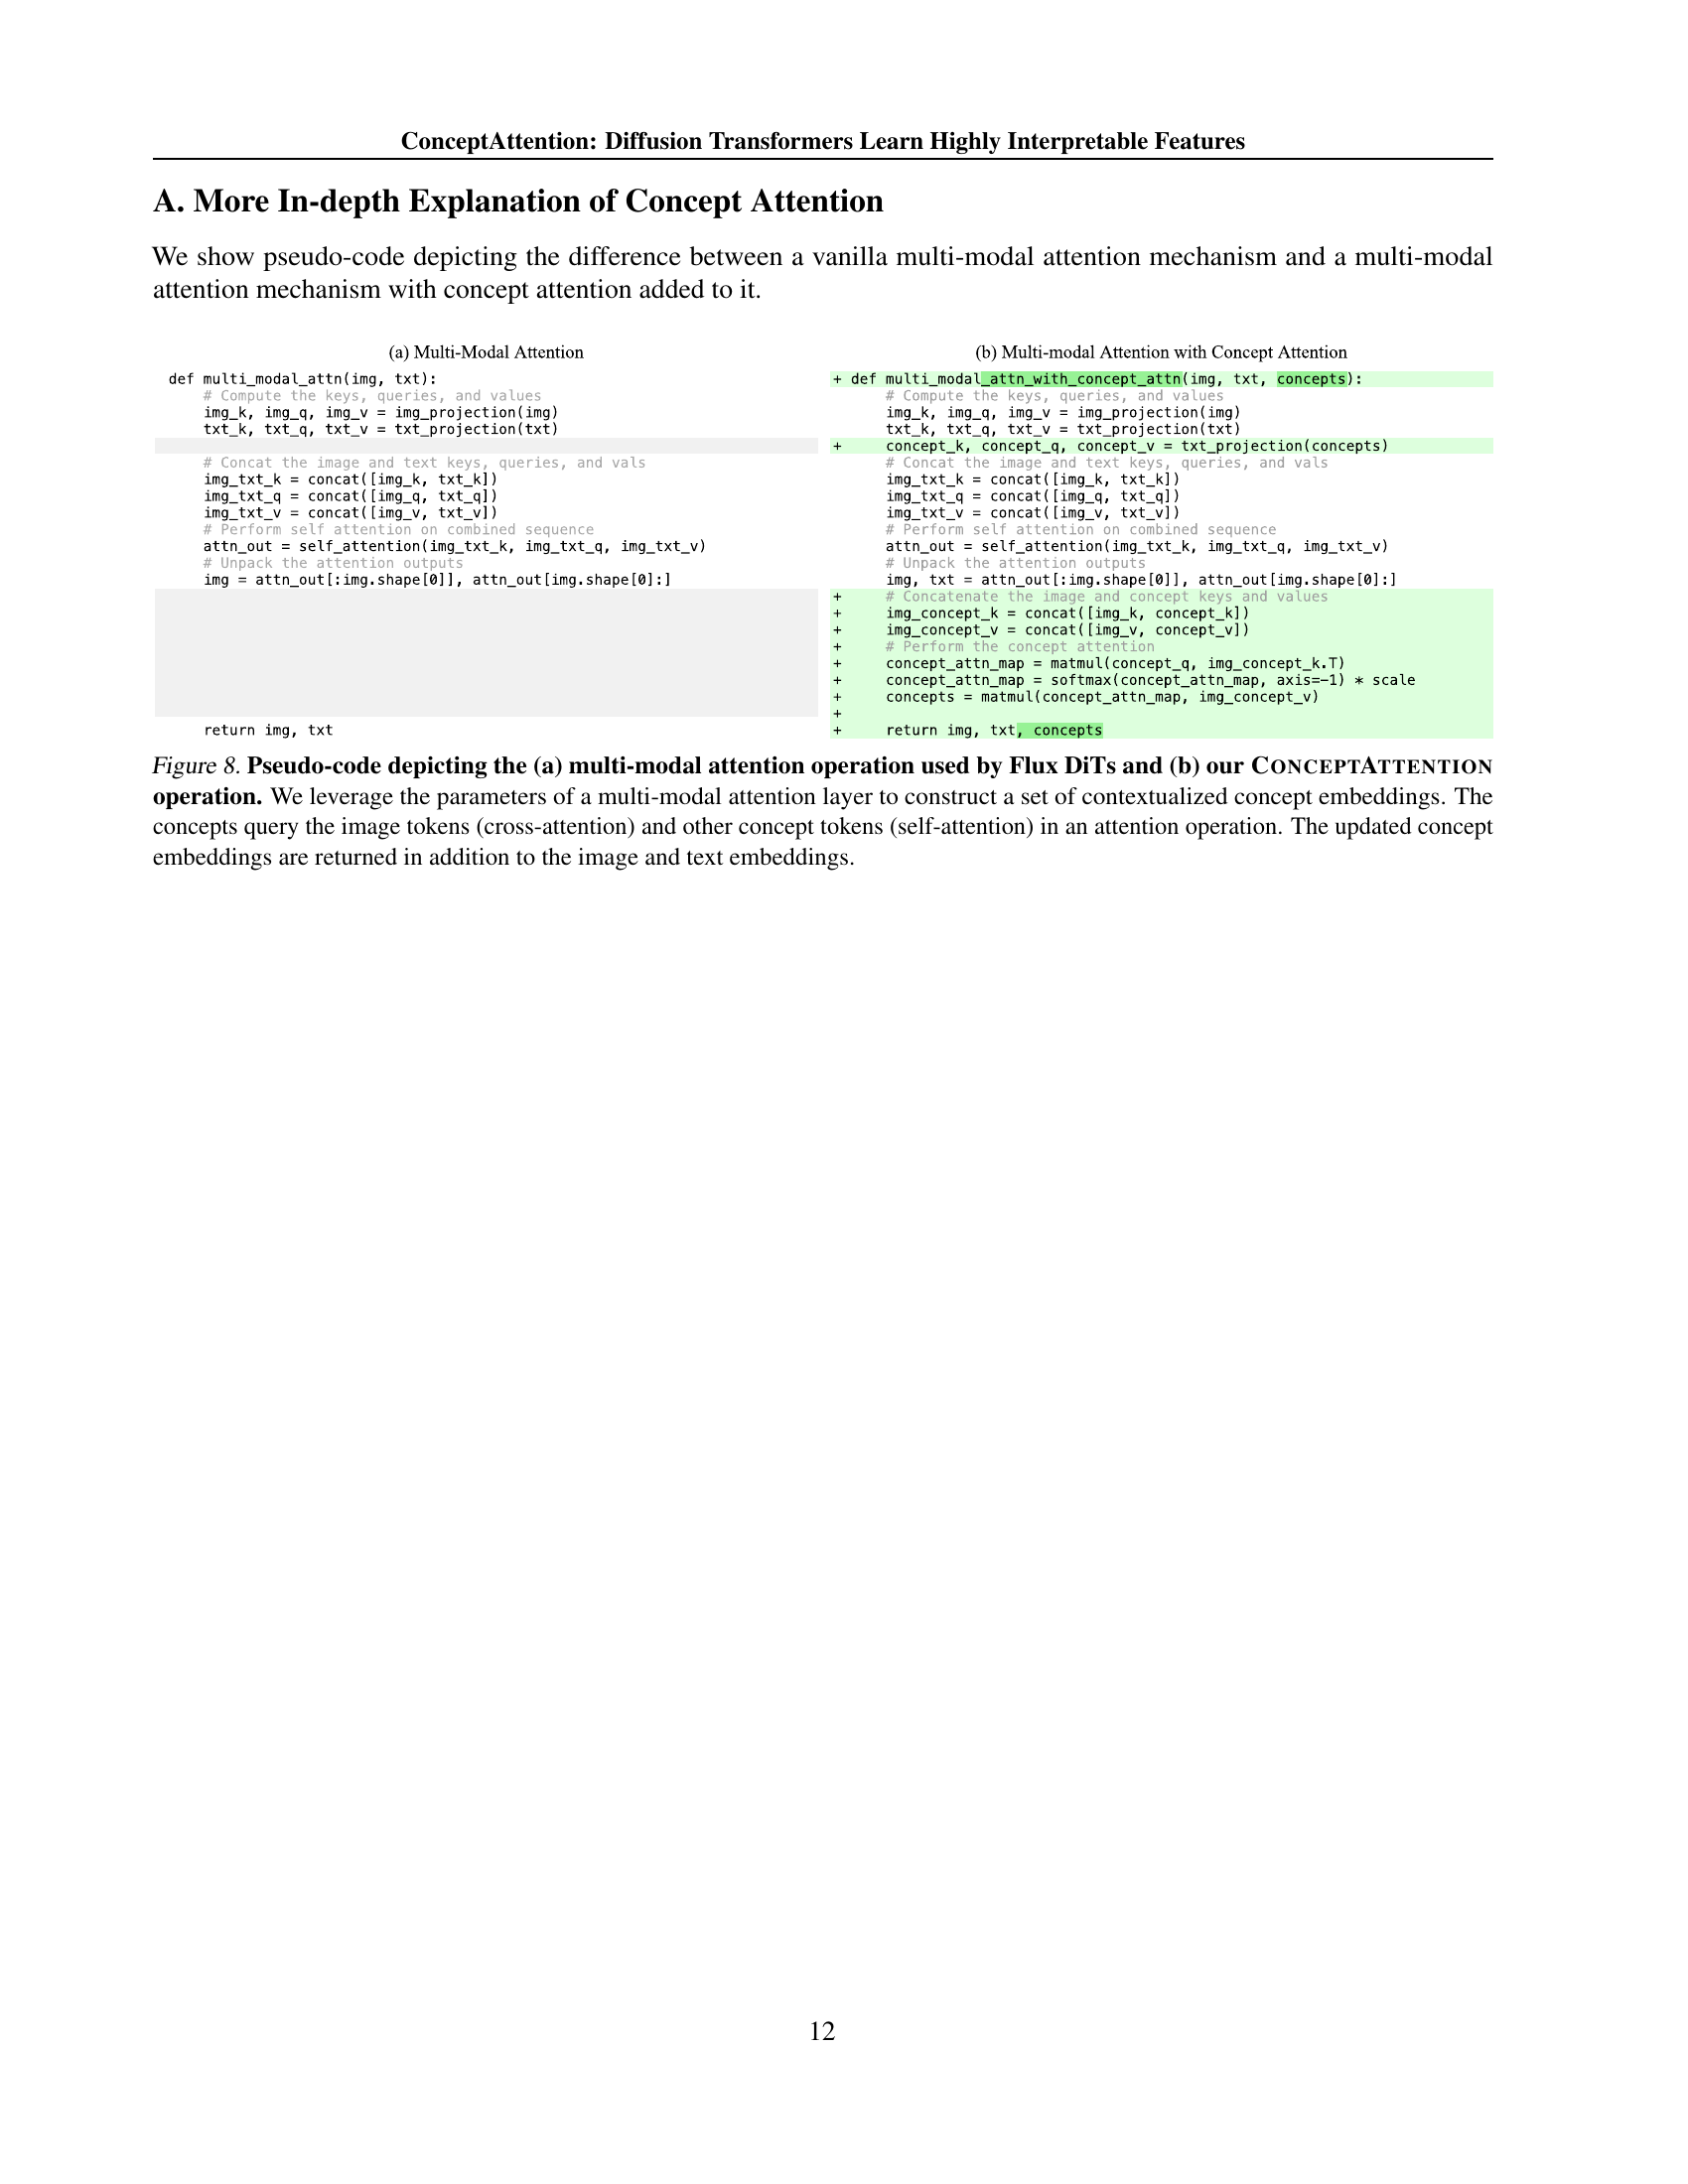 ConceptAttention: Diffusion Transformers Learn Highly Interpretable Features
A. More In-depth Explanation of Concept Attention
We show pseudo-code depicting the difference between a vanilla multi-modal attention mechanism and a multi-modal
attention mechanism with concept attention added to it.
(a) Multi-Modal Attention
def multi_modal_attn(img, txt):
    # Compute the keys, queries, and values
    img_k, img_q, img_v = img_projection(img)
    txt_k, txt_q, txt_v = txt_projection(txt)
    # Concat the image and text keys, queries, and vals
    img_txt_k = concat([img_k, txt_k])
    img_txt_q = concat([img_q, txt_q])
    img_txt_v = concat([img_v, txt_v])
    # Perform self attention on combined sequence
    attn_out = self_attention(img_txt_k, img_txt_q, img_txt_v)
    # Unpack the attention outputs
    img = attn_out[:img.shape[0]], attn_out[img.shape[0]:]
    return img, txt
(b) Multi-modal Attention with Concept Attention
+ def multi_modal_attn_with_concept_attn(img, txt, concepts):
      # Compute the keys, queries, and values
      img_k, img_q, img_v = img_projection(img)
      txt_k, txt_q, txt_v = txt_projection(txt)
+     concept_k, concept_q, concept_v = txt_projection(concepts)
      # Concat the image and text keys, queries, and vals
      img_txt_k = concat([img_k, txt_k])
      img_txt_q = concat([img_q, txt_q])
      img_txt_v = concat([img_v, txt_v])
      # Perform self attention on combined sequence
      attn_out = self_attention(img_txt_k, img_txt_q, img_txt_v)
      # Unpack the attention outputs
      img, txt = attn_out[:img.shape[0]], attn_out[img.shape[0]:]
+     # Concatenate the image and concept keys and values
+     img_concept_k = concat([img_k, concept_k])
+     img_concept_v = concat([img_v, concept_v])
+     # Perform the concept attention
+     concept_attn_map = matmul(concept_q, img_concept_k.T)
+     concept_attn_map = softmax(concept_attn_map, axis=-1) * scale
+     concepts = matmul(concept_attn_map, img_concept_v)
+
+     return img, txt, concepts
Figure 8. Pseudo-code depicting the (a) multi-modal attention operation used by Flux DiTs and (b) our CONCEPTATTENTION
operation. We leverage the parameters of a multi-modal attention layer to construct a set of contextualized concept embeddings. The
concepts query the image tokens (cross-attention) and other concept tokens (self-attention) in an attention operation. The updated concept
embeddings are returned in addition to the image and text embeddings.
12